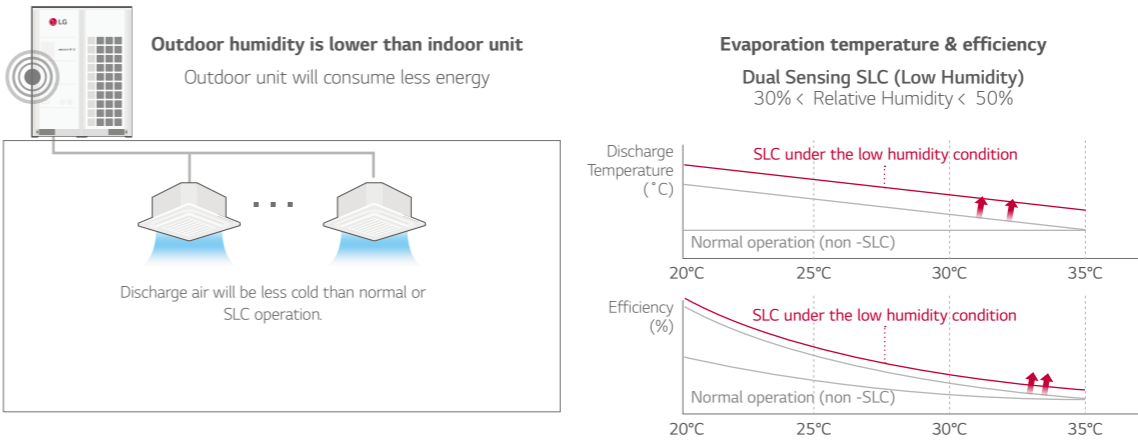 LG
Outdoor humidity is lower than indoor unit
Outdoor unit will consume less energy
Discharge air will be less cold than normal or
SLC operation.
Evaporation temperature & efficiency
Dual Sensing SLC (Low Humidity)
30% < Relative Humidity < 50%
Discharge
Temperature
(˚C)
SLC under the low humidity condition
Normal operation (non -SLC)
20°C 25°C 30°C 35°C
Efficiency
(%)
SLC under the low humidity condition
Normal operation (non -SLC)
20°C 25°C 30°C 35°C